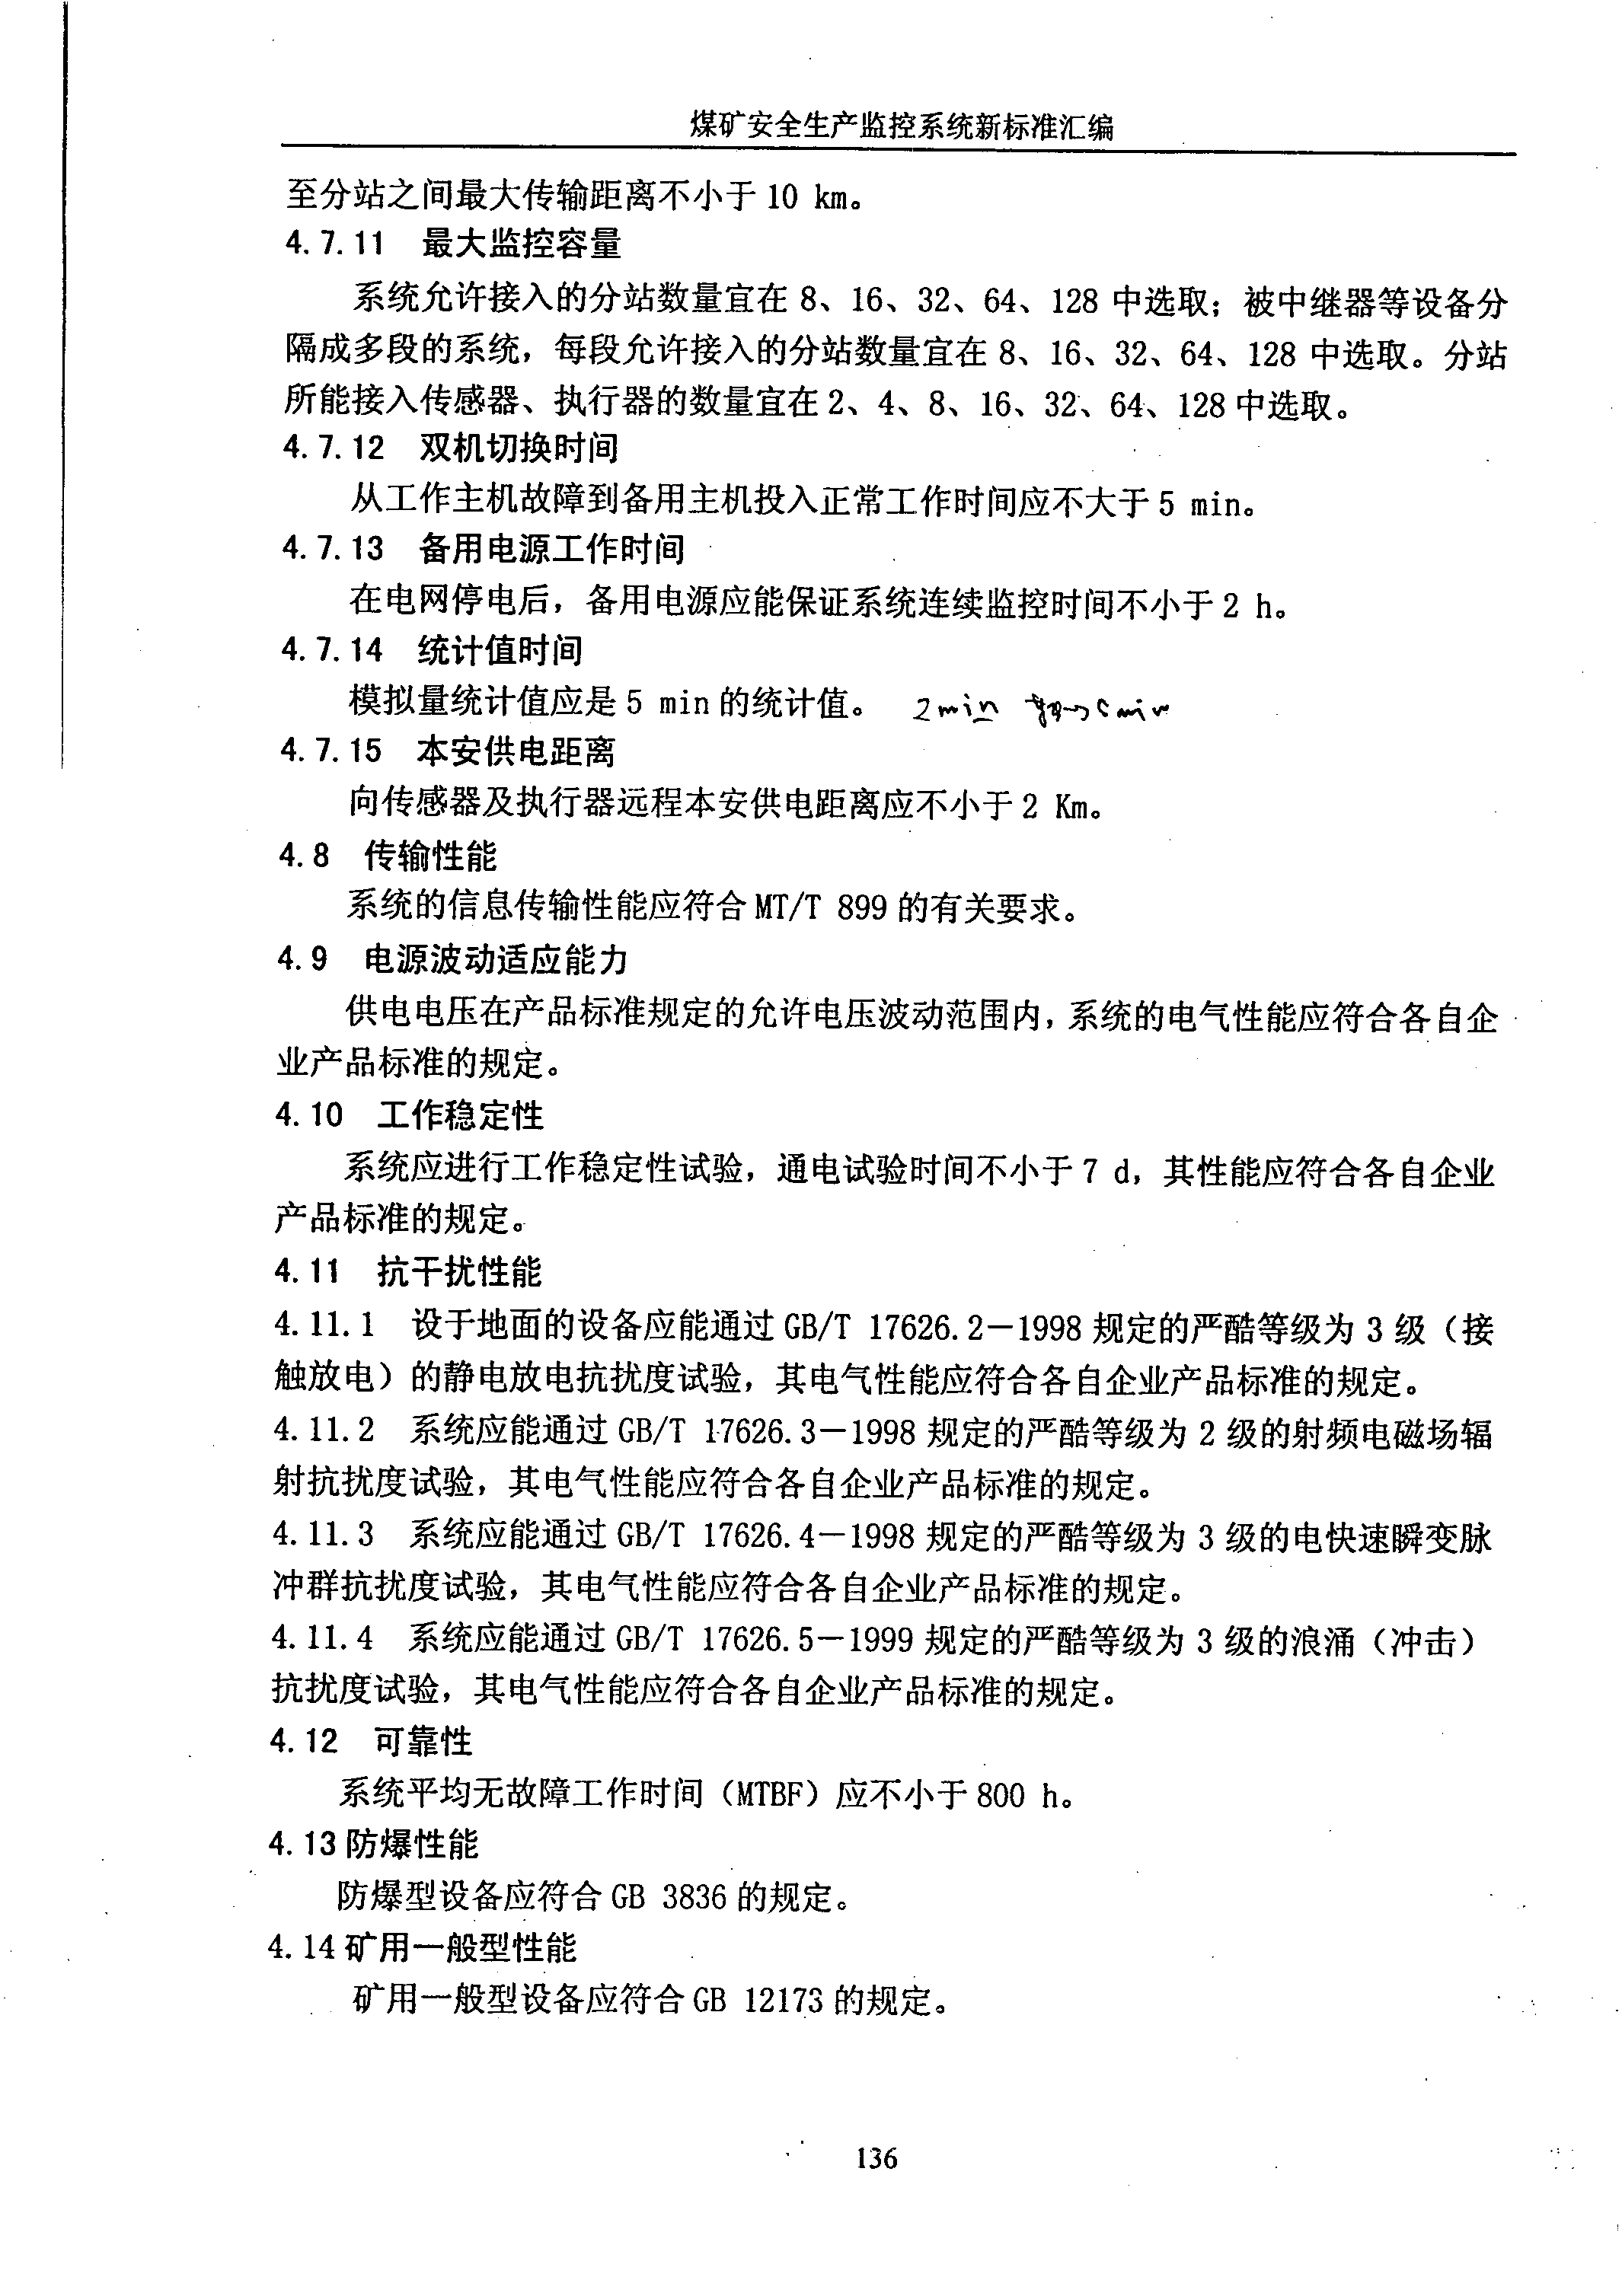 煤矿安全生产监控系统新标准汇编
至分站之间最大传输距离不小于 10 km。
4.7.11 最大监控容量
系统允许接入的分站数量宜在 8、16、32、64、128 中选取；被中继器等设备分
隔成多段的系统，每段允许接入的分站数量宜在 8、16、32、64、128 中选取。分站
所能接入传感器、执行器的数量宜在 2、4、8、16、32、64、128 中选取。
4.7.12 双机切换时间
从工作主机故障到备用主机投入正常工作时间应不大于 5 min。
4.7.13 备用电源工作时间
在电网停电后，备用电源应能保证系统连续监控时间不小于 2 h。
4.7.14 统计值时间
模拟量统计值应是 5 min 的统计值。 2min
4.7.15 本安供电距离
向传感器及执行器远程本安供电距离应不小于 2 Km。
4.8 传输性能
系统的信息传输性能应符合 MT/T 899 的有关要求。
4.9 电源波动适应能力
供电电压在产品标准规定的允许电压波动范围内，系统的电气性能应符合各自企
业产品标准的规定。
4.10 工作稳定性
系统应进行工作稳定性试验，通电试验时间不小于 7 d，其性能应符合各自企业
产品标准的规定。
4.11 抗干扰性能
4.11.1 设于地面的设备应能通过 GB/T 17626.2—1998 规定的严酷等级为 3 级（接
触放电）的静电放电抗扰度试验，其电气性能应符合各自企业产品标准的规定。
4.11.2 系统应能通过 GB/T 17626.3—1998 规定的严酷等级为 2 级的射频电磁场辐
射抗扰度试验，其电气性能应符合各自企业产品标准的规定。
4.11.3 系统应能通过 GB/T 17626.4—1998 规定的严酷等级为 3 级的电快速瞬变脉
冲群抗扰度试验，其电气性能应符合各自企业产品标准的规定。
4.11.4 系统应能通过 GB/T 17626.5—1999 规定的严酷等级为 3 级的浪涌（冲击）
抗扰度试验，其电气性能应符合各自企业产品标准的规定。
4.12 可靠性
系统平均无故障工作时间（MTBF）应不小于 800 h。
4.13 防爆性能
防爆型设备应符合 GB 3836 的规定。
4.14 矿用一般型性能
矿用一般型设备应符合 GB 12173 的规定。
136